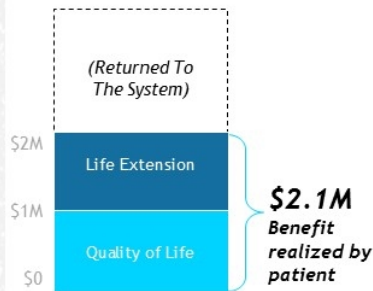 (Returned To
The System)
$2M
Life Extension
$1M
$2.1M
Benefit
realized by
patient
Quality of Life
$0